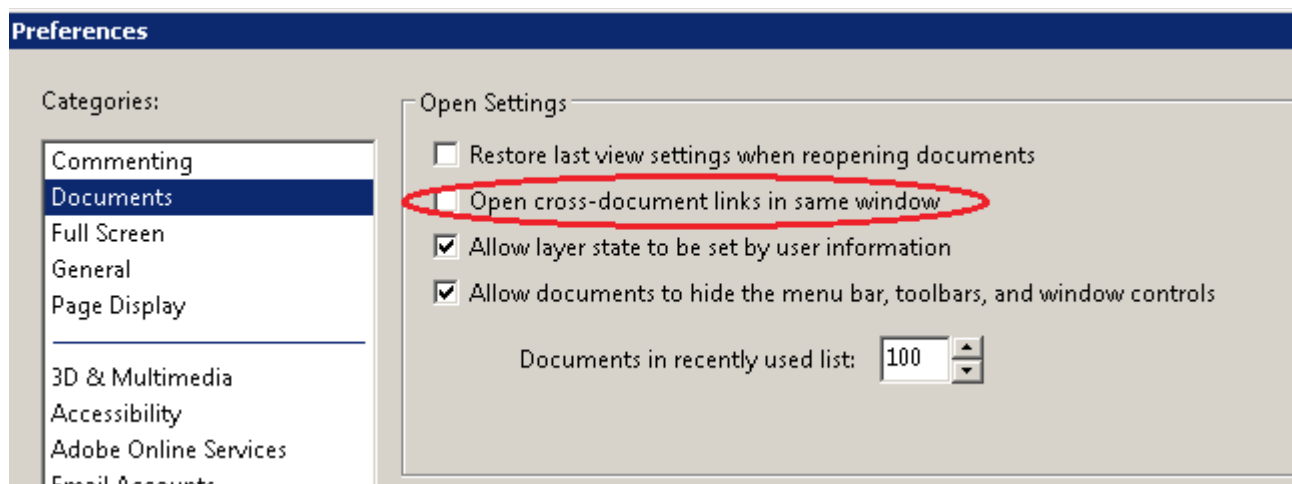 Preferences
Categories:
Commenting
Documents
Full Screen
General
Page Display
3D & Multimedia
Accessibility
Adobe Online Services
Email Accounts
Open Settings
Restore last view settings when reopening documents
Open cross-document links in same window
Allow layer state to be set by user information
Allow documents to hide the menu bar, toolbars, and window controls
Documents in recently used list: 100